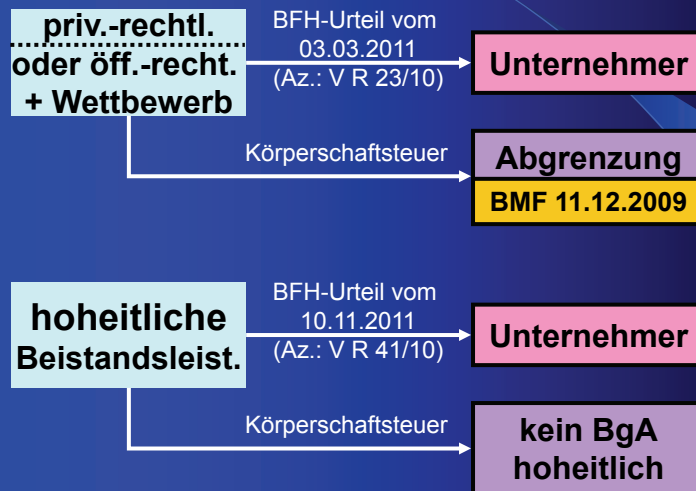 priv.-rechtl.
oder öff.-recht.
+ Wettbewerb
BFH-Urteil vom
03.03.2011
(Az.: V R 23/10)
Unternehmer
Körperschaftsteuer
Abgrenzung
BMF 11.12.2009
hoheitliche
Beistandsleist.
BFH-Urteil vom
10.11.2011
(Az.: V R 41/10)
Unternehmer
Körperschaftsteuer
kein BgA
hoheitlich